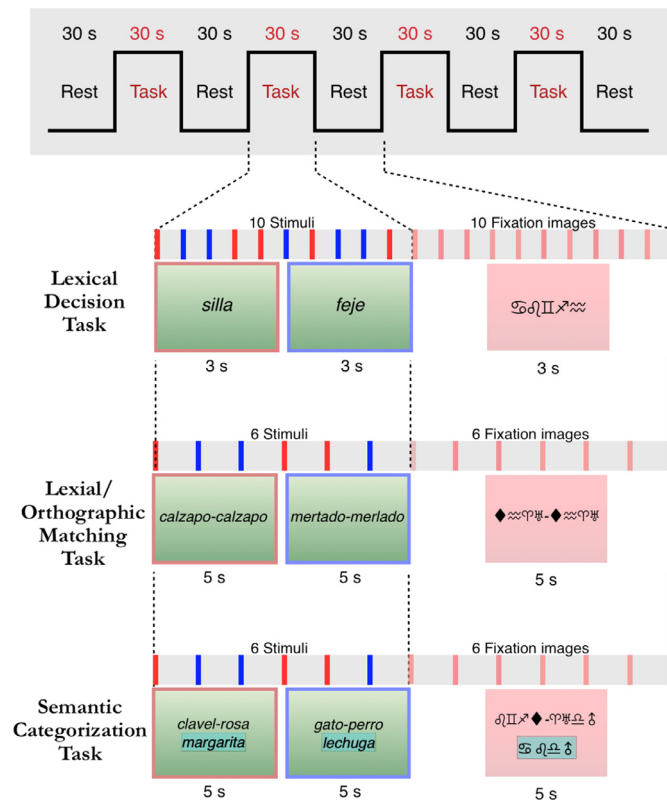 30 s 30 s 30 s 30 s 30 s 30 s 30 s 30 s 30 s
Rest Task Rest Task Rest Task Rest Task Rest
10 Stimuli 10 Fixation images
Lexical
Decision
Task
silla feje ♋♌♊♐♒
3 s 3 s 3 s
6 Stimuli 6 Fixation images
Lexial/
Orthographic
Matching
Task
calzapo-calzapo mertado-merlado ♦♒♈♅-♦♒♈♅
5 s 5 s 5 s
6 Stimuli 6 Fixation images
Semantic
Categorization
Task
clavel-rosa gato-perro ♌♊♐♦-♈♅♎⚨
margarita lechuga ♋♌♎⚨
5 s 5 s 5 s